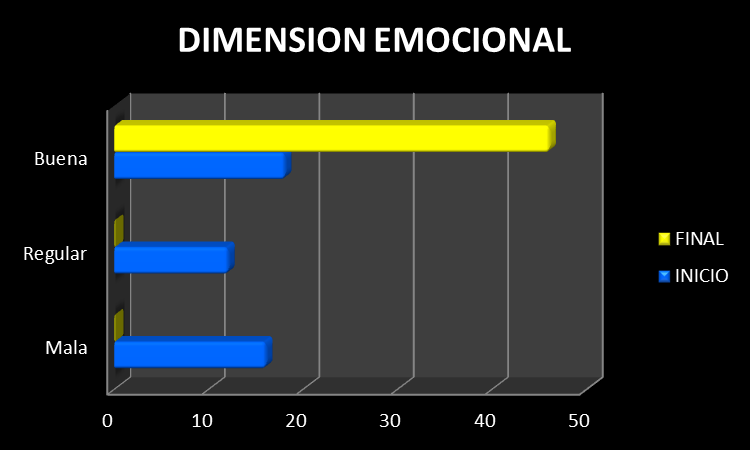 DIMENSION EMOCIONAL
Buena
Regular
Mala
0 10 20 30 40 50
FINAL
INICIO